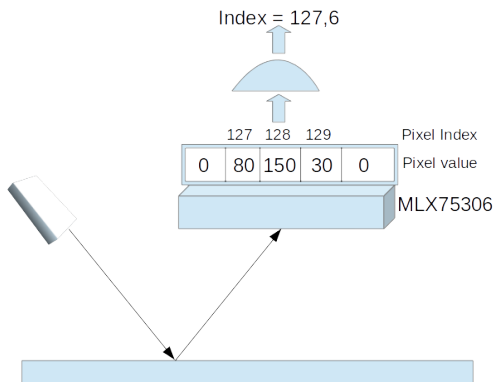 Index = 127,6
127 128 129 Pixel Index
0 80 150 30 0 Pixel value
MLX75306